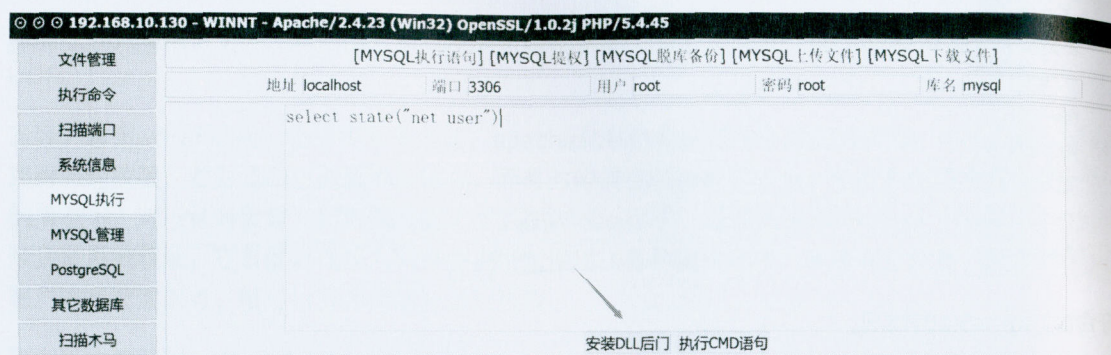 192.168.10.130 - WINNT - Apache/2.4.23 (Win32) OpenSSL/1.0.2j PHP/5.4.45
文件管理
[MYSQL执行语句] [MYSQL提权] [MYSQL脱库备份] [MYSQL上传文件] [MYSQL下载文件]
执行命令
地址 localhost 端口 3306 用户 root 密码 root 库名 mysql
select state("net user")
扫描端口
系统信息
MYSQL执行
MYSQL管理
PostgreSQL
其它数据库
扫描木马
安装DLL后门 执行CMD语句